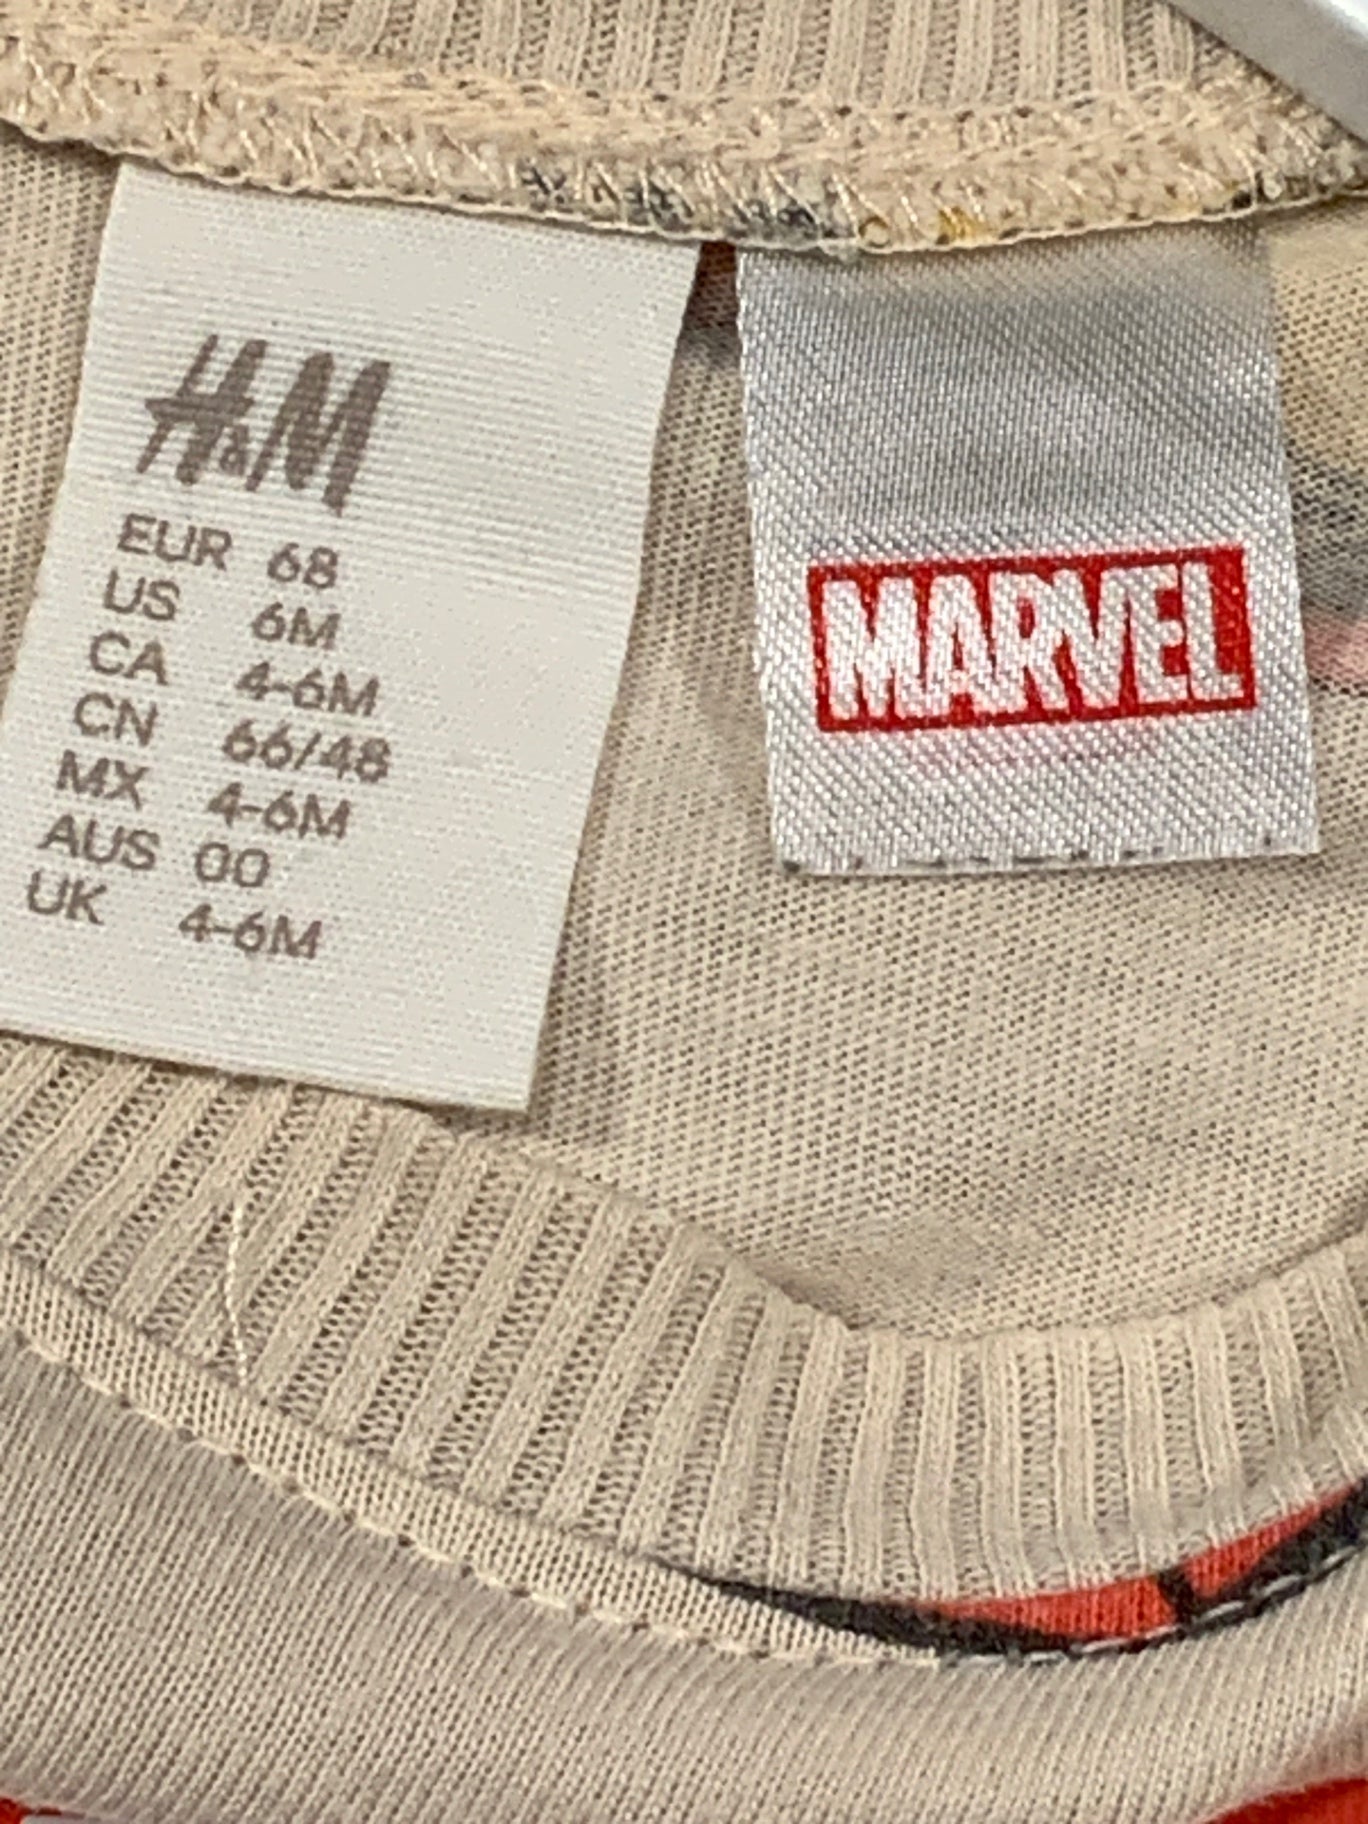 H&M
EUR 68
US 6M
CA 4-6M
CN 66/48
MX 4-6M
AUS 00
UK 4-6M
MARVEL